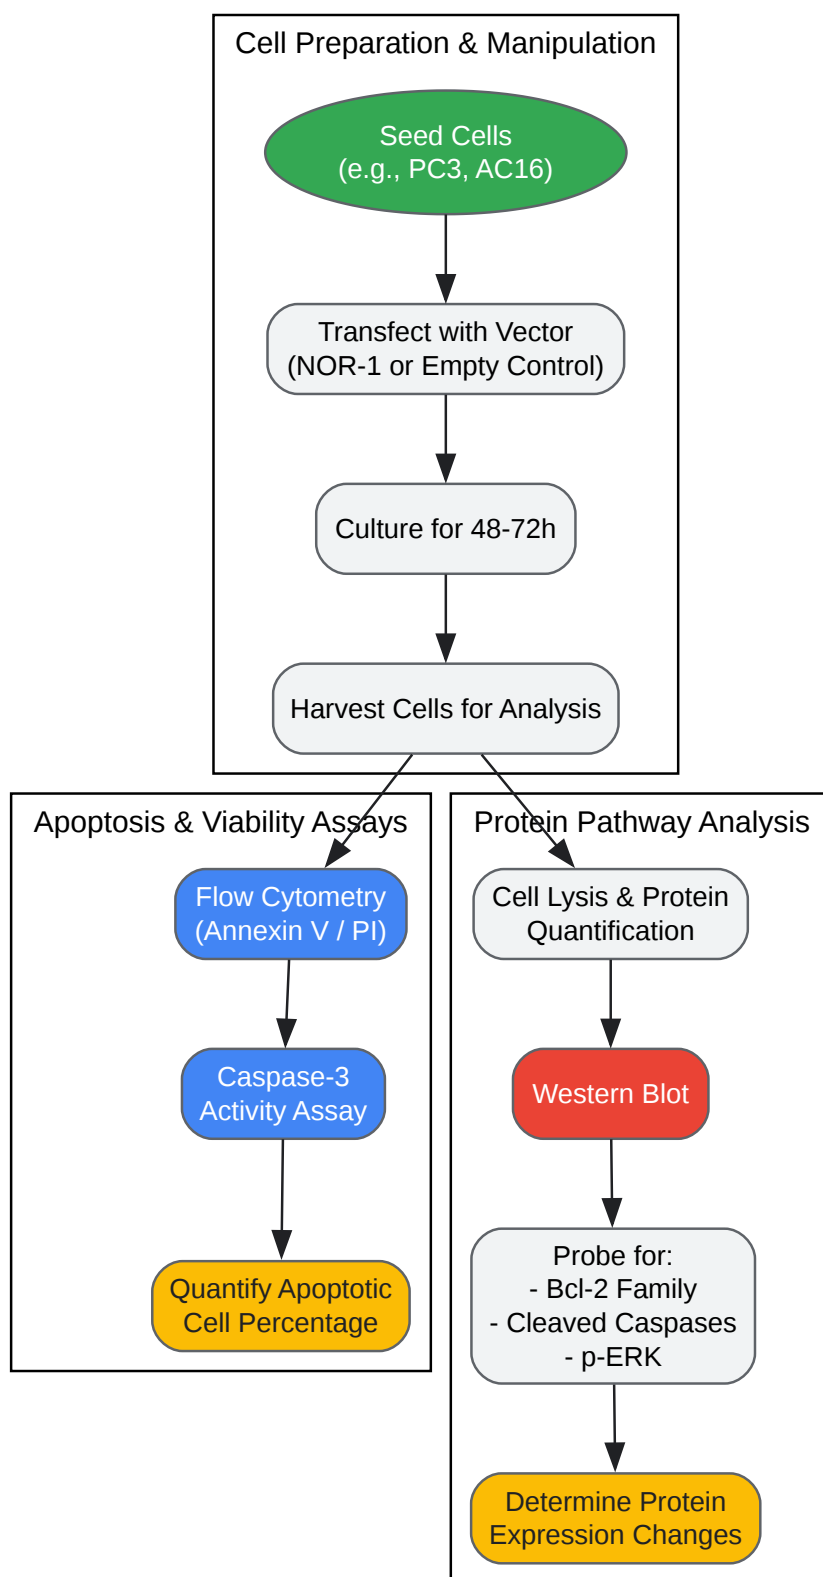 Cell Preparation & Manipulation
Seed Cells
(e.g., PC3, AC16)
Transfect with Vector
(NOR-1 or Empty Control)
Culture for 48-72h
Harvest Cells for Analysis
Apoptosis & Viability Assays
Flow Cytometry
(Annexin V / PI)
Caspase-3
Activity Assay
Quantify Apoptotic
Cell Percentage
Protein Pathway Analysis
Cell Lysis & Protein
Quantification
Western Blot
Probe for:
- Bcl-2 Family
- Cleaved Caspases
- p-ERK
Determine Protein
Expression Changes